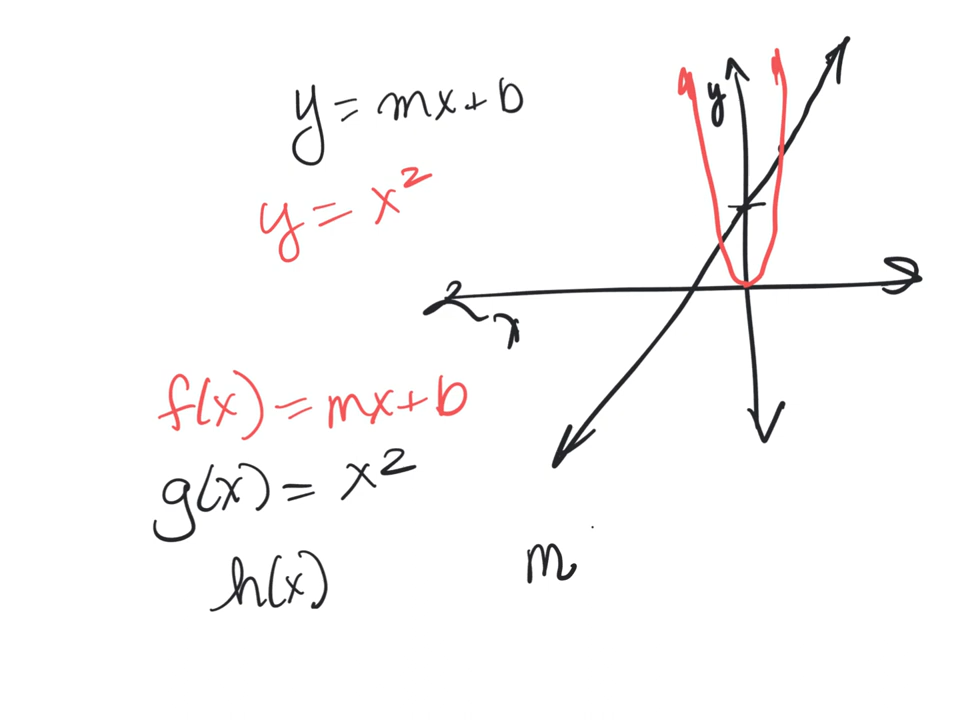 y = mx + b
y = x²
y
x
f(x) = mx + b
g(x) = x²
h(x)
m